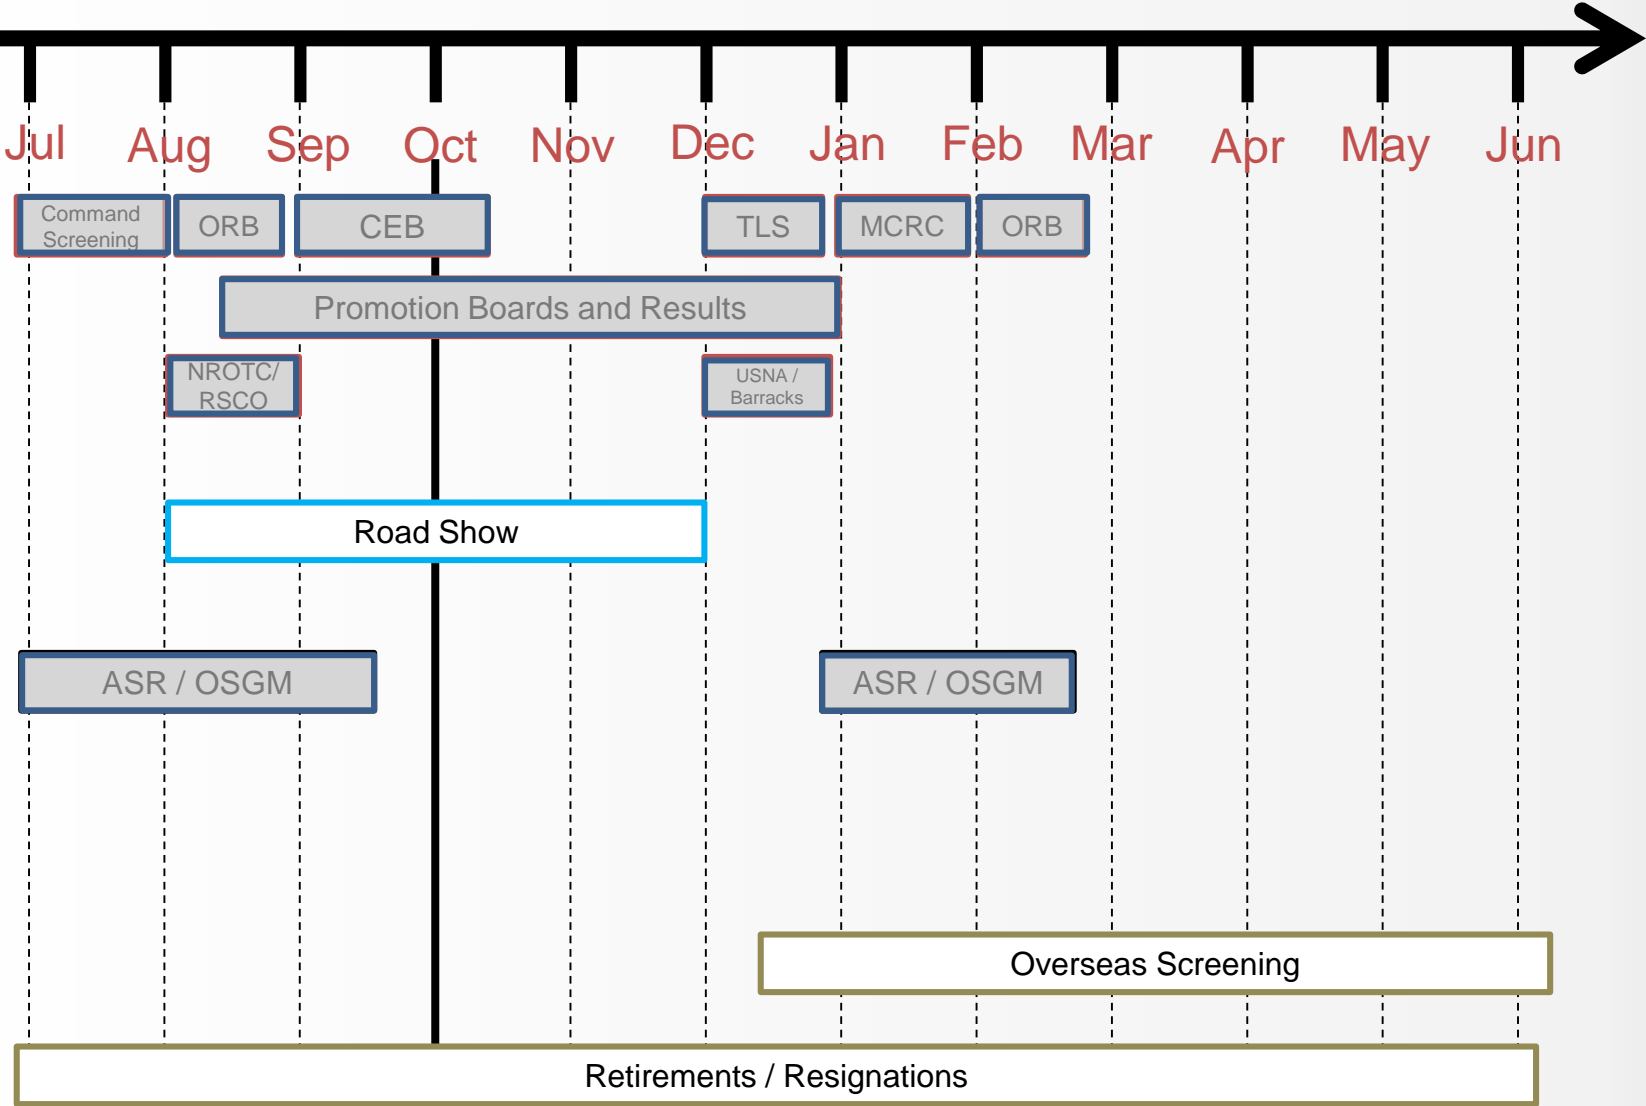 Jul Aug Sep Oct Nov Dec Jan Feb Mar Apr May Jun
Command
Screening
ORB
CEB
TLS
MCRC
ORB
Promotion Boards and Results
NROTC/
RSCO
USNA /
Barracks
Road Show
ASR / OSGM
ASR / OSGM
Overseas Screening
Retirements / Resignations